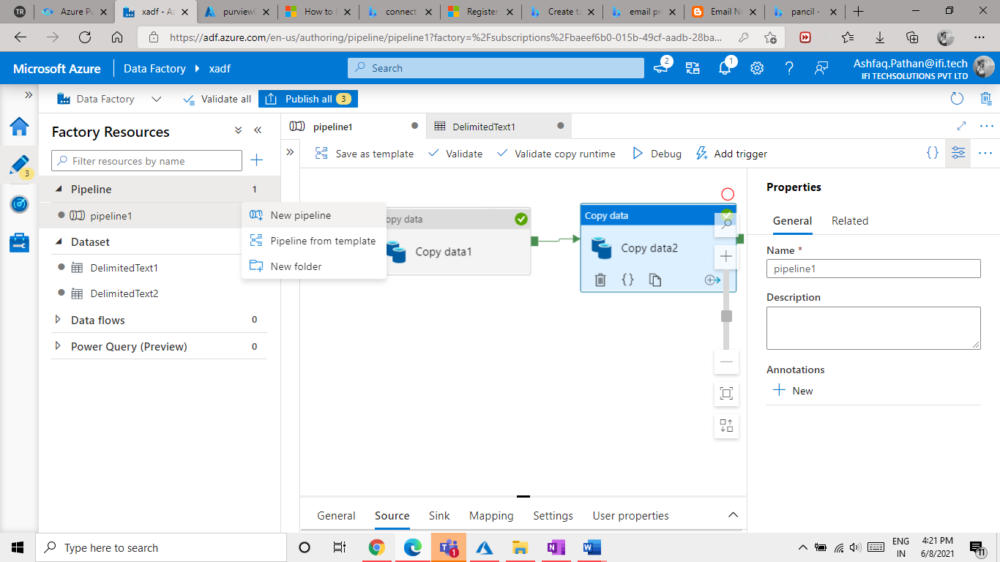 TR
Azure Pu
xadf - A
purview
How to
connect
Register
Create ta
email pr
Email No
pancil -
https://adf.azure.com/en-us/authoring/pipeline/pipeline1?factory=%2Fsubscriptions%2Fbaeef6b0-015b-49cf-aadb-28ba...
Microsoft Azure
Data Factory
xadf
Search
2
1
Ashfaq.Pathan@ifi.tech
IFI TECHSOLUTIONS PVT LTD
Data Factory
Validate all
Publish all
3
Factory Resources
Filter resources by name
3
Pipeline
1
pipeline1
Dataset
DelimitedText1
DelimitedText2
Data flows
0
Power Query (Preview)
0
New pipeline
Pipeline from template
New folder
pipeline1
DelimitedText1
Save as template
Validate
Validate copy runtime
Debug
Add trigger
{}
opy data
Copy data1
Copy data
Copy data2
{}
Properties
General
Related
Name *
pipeline1
Description
Annotations
New
General
Source
Sink
Mapping
Settings
User properties
Type here to search
1
ENG
IN
4:21 PM
6/8/2021
11